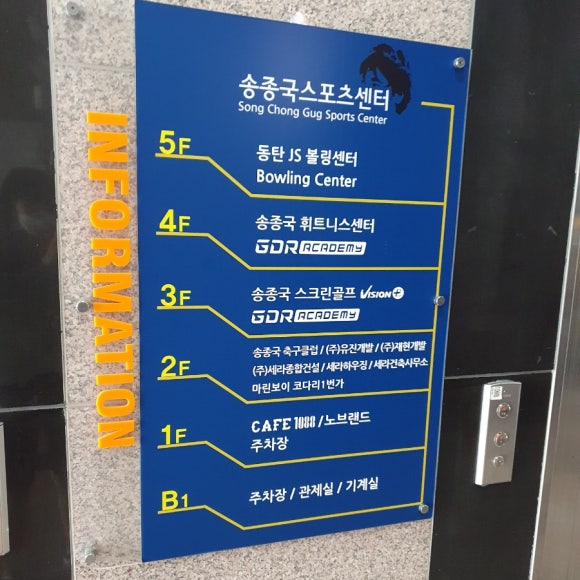 INFORMATION
송종국스포츠센터
Song Chong Gug Sports Center
5F
동탄 JS 볼링센터
Bowling Center
4F
송종국 휘트니스센터
GDR ACADEMY
3F
송종국 스크린골프 VISION+
GDR ACADEMY
2F
송종국 축구클럽 / (주)유진개발 / (주)재현개발
(주)세라종합건설 / 세라하우징 / 세라건축사무소
마린보이 코다리1번가
1F
CAFE 1088 / 노브랜드
주차장
B1
주차장 / 관제실 / 기계실